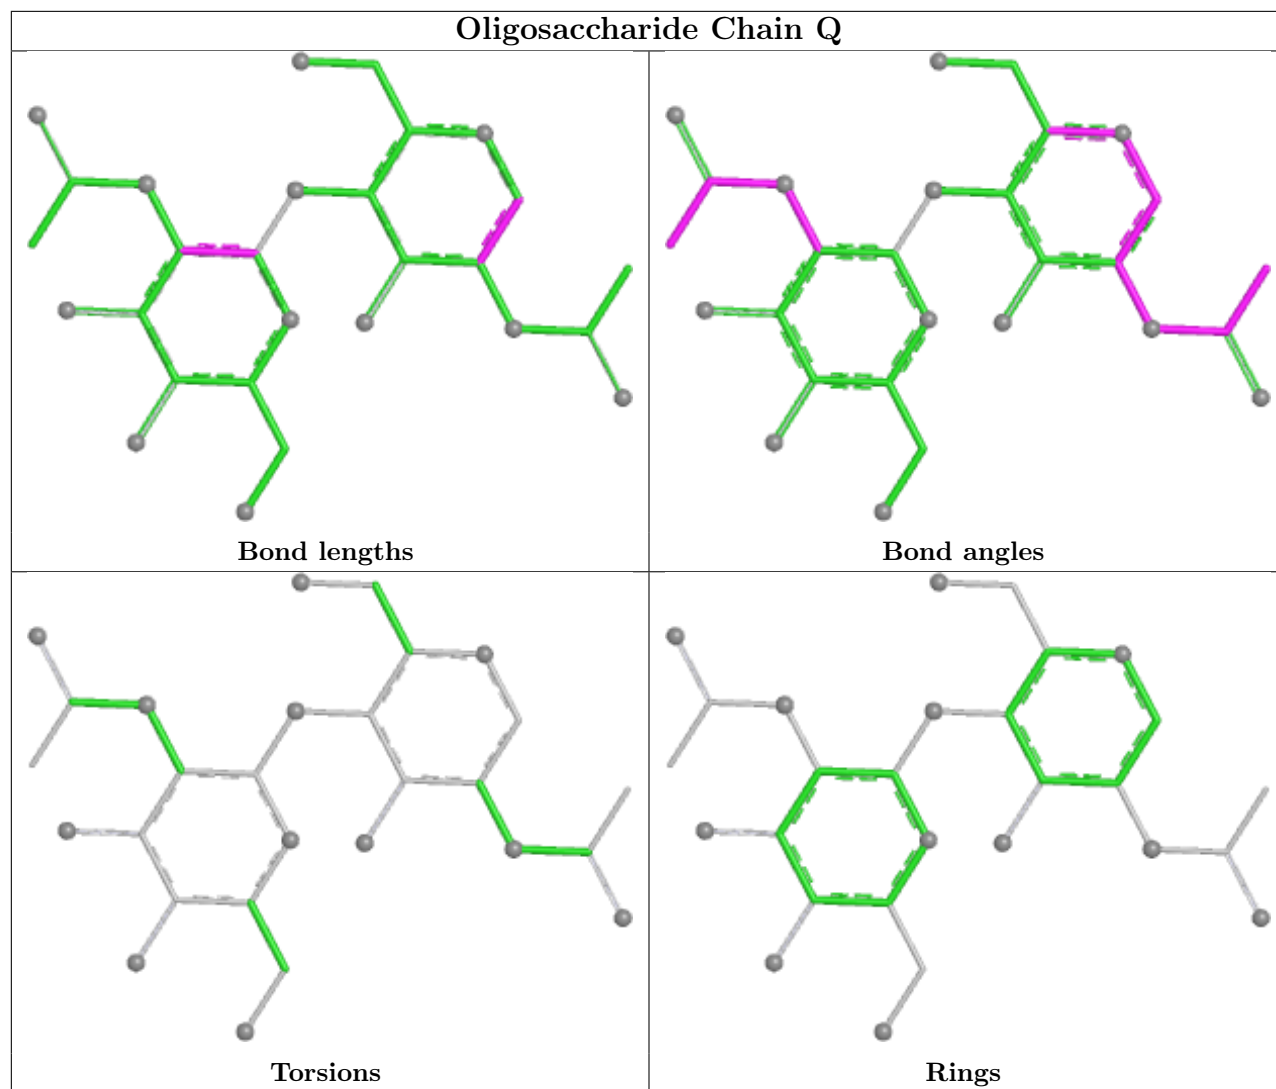 Oligosaccharide Chain Q
Bond lengths
Bond angles
Torsions
Rings